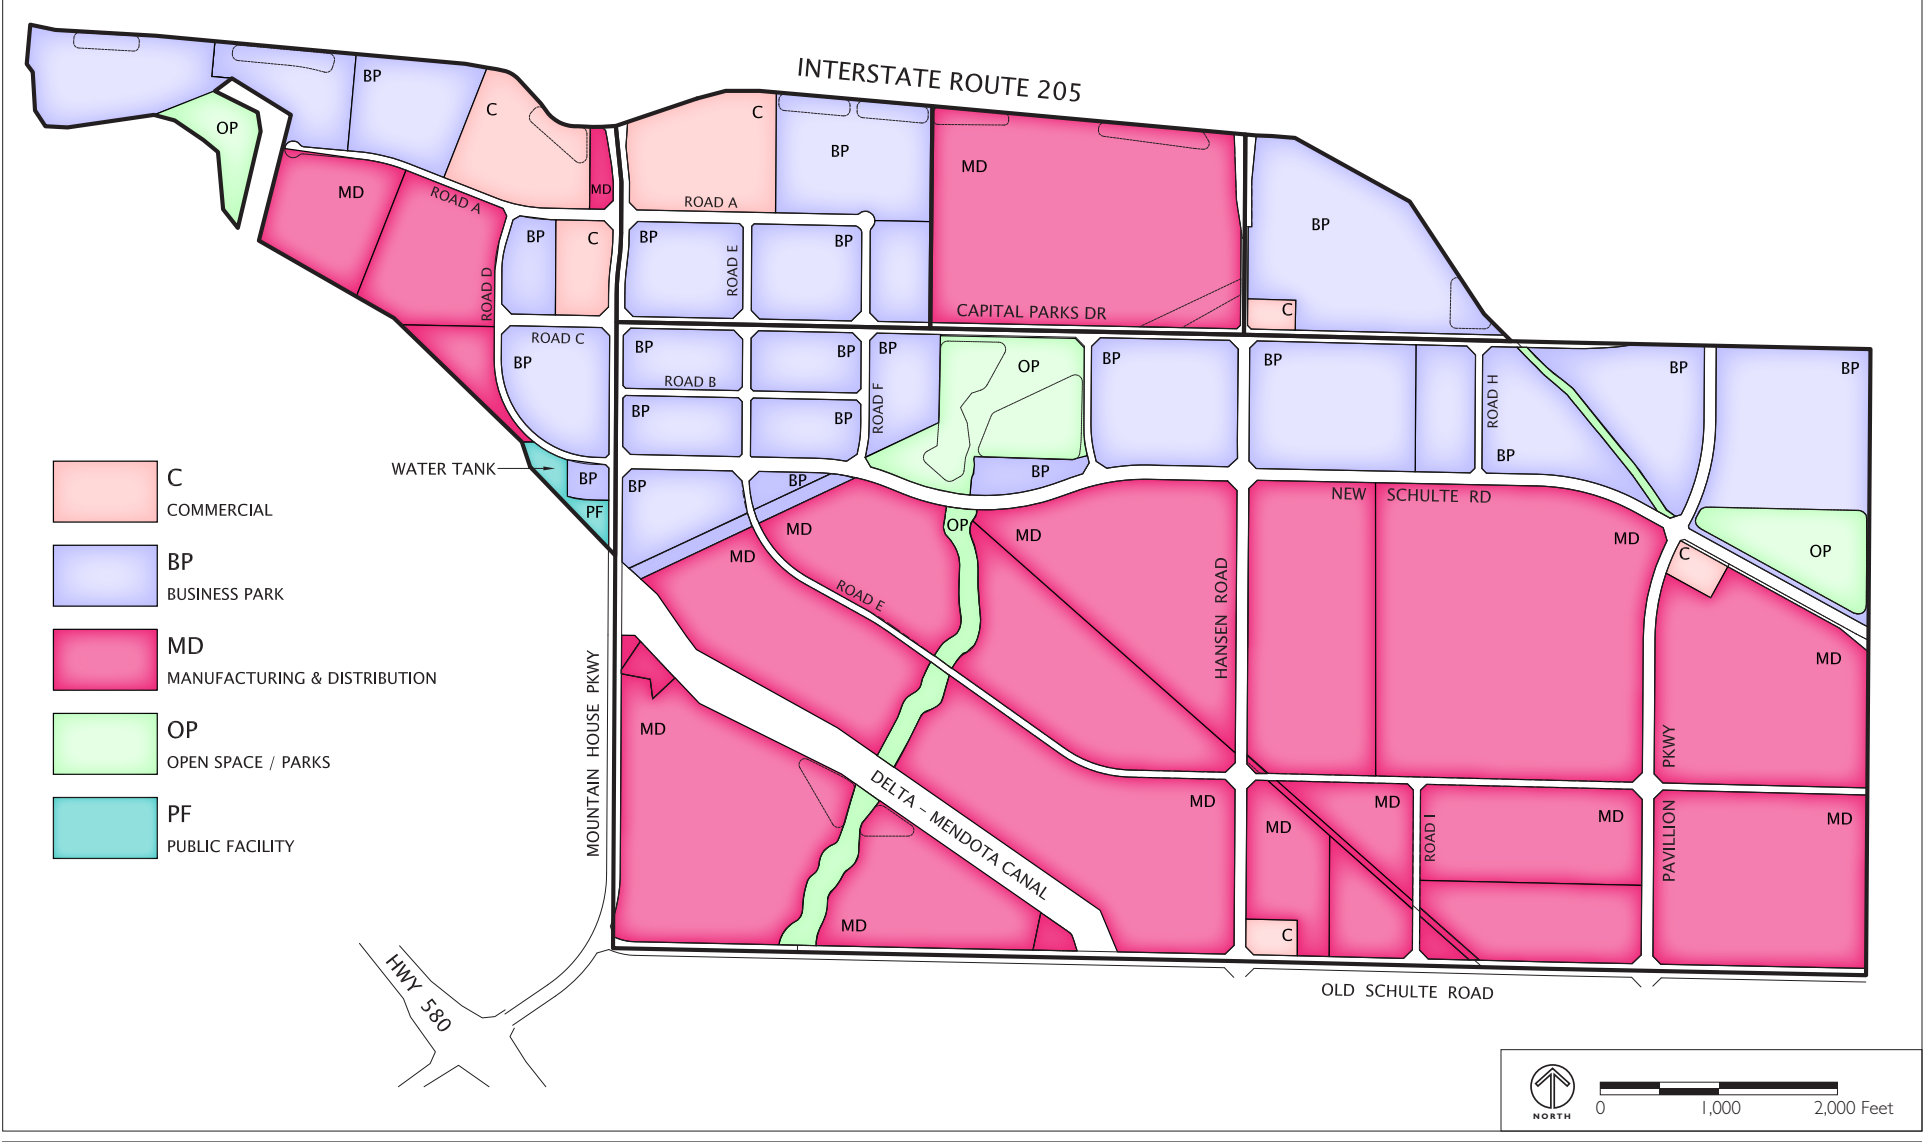 INTERSTATE ROUTE 205
BP
C
C
OP
BP
MD
MD
MD
ROAD A
ROAD A
BP
BP
C
BP
BP
ROAD E
ROAD D
CAPITAL PARKS DR
C
ROAD C
BP
BP
BP
BP
OP
BP
BP
BP
BP
ROAD B
ROAD F
ROAD H
BP
BP
BP
WATER TANK
BP
BP
BP
BP
PF
NEW SCHULTE RD
OP
MD
MD
MD
MD
C
OP
ROAD E
HANSEN ROAD
MD
MOUNTAIN HOUSE PKWY
MD
PKWY
DELTA – MENDOTA CANAL
MD
MD
MD
MD
MD
ROAD I
PAVILLION
MD
C
HWY 580
OLD SCHULTE ROAD
C
COMMERCIAL
BP
BUSINESS PARK
MD
MANUFACTURING & DISTRIBUTION
OP
OPEN SPACE / PARKS
PF
PUBLIC FACILITY
NORTH
0 1,000 2,000 Feet